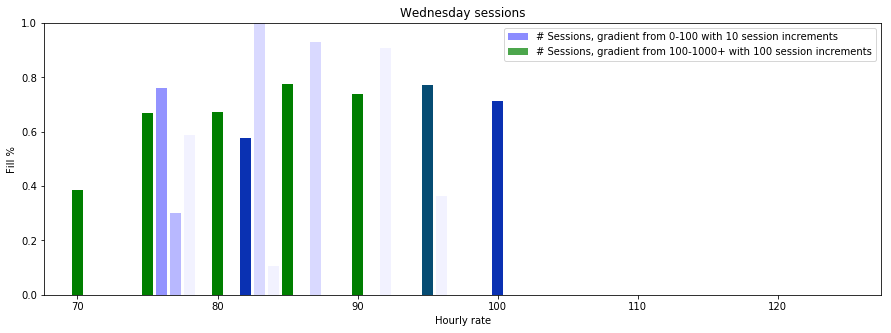 Wednesday sessions
# Sessions, gradient from 0-100 with 10 session increments
# Sessions, gradient from 100-1000+ with 100 session increments
1.0
0.8
0.6
0.4
0.2
0.0
Fill %
70 80 90 100 110 120
Hourly rate